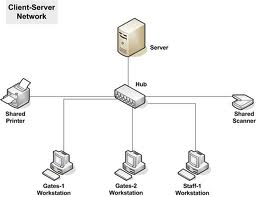 Client-Server
Network
Server
Hub
Shared
Printer
Shared
Scanner
Gates-1
Workstation
Gates-2
Workstation
Staff-1
Workstation